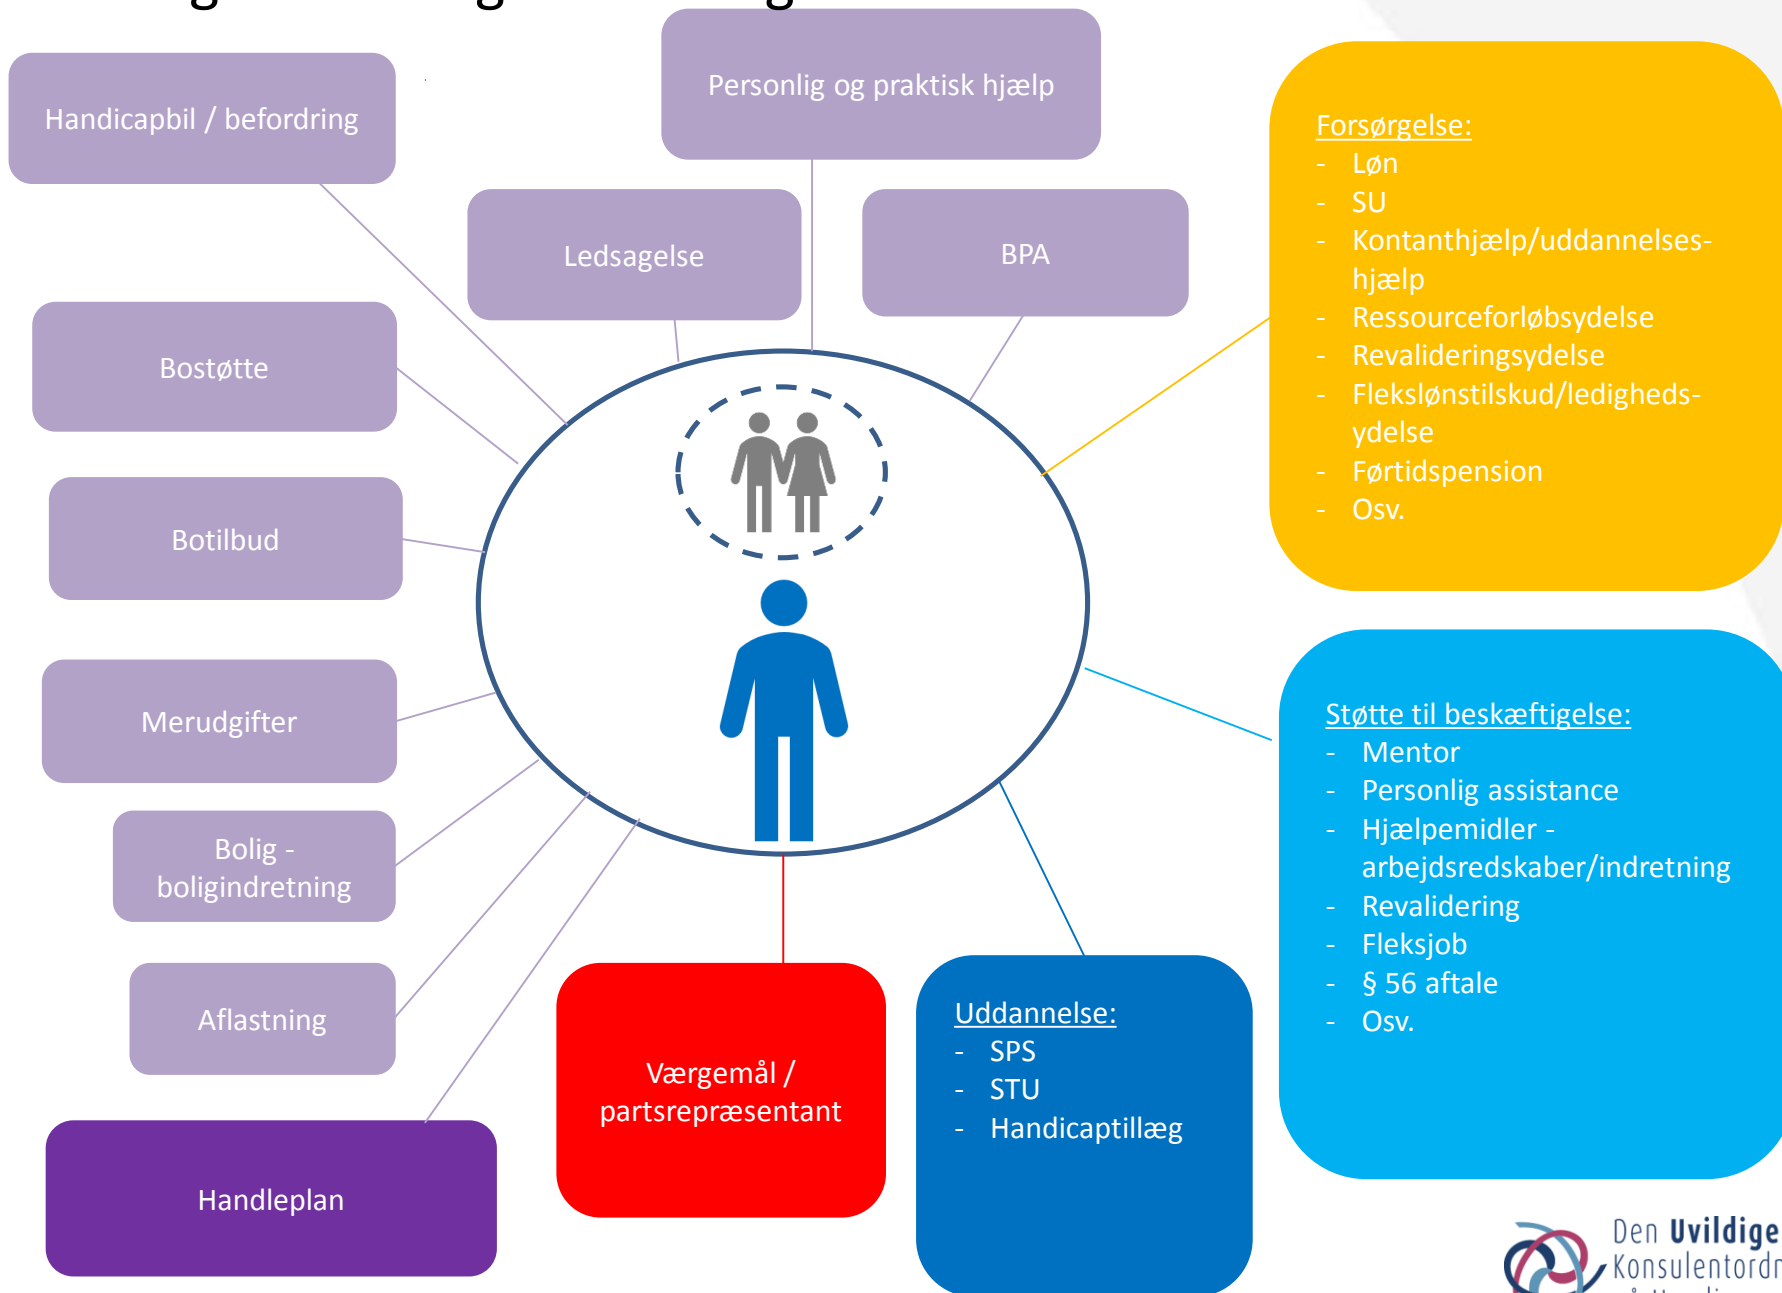 Handicapbil / befordring
Personlig og praktisk hjælp
Ledsagelse
BPA
Bostøtte
Botilbud
Merudgifter
Bolig -
boligindretning
Aflastning
Handleplan
Værgemål /
partsrepræsentant
Uddannelse:
- SPS
- STU
- Handicaptillæg
Forsørgelse:
- Løn
- SU
- Kontanthjælp/uddannelses-
hjælp
- Ressourceforløbsydelse
- Revalideringsydelse
- Flekslønstilskud/ledigheds-
ydelse
- Førtidspension
- Osv.
Støtte til beskæftigelse:
- Mentor
- Personlig assistance
- Hjælpemidler -
arbejdsredskaber/indretning
- Revalidering
- Fleksjob
- § 56 aftale
- Osv.
Den Uvildige
Konsulentordn